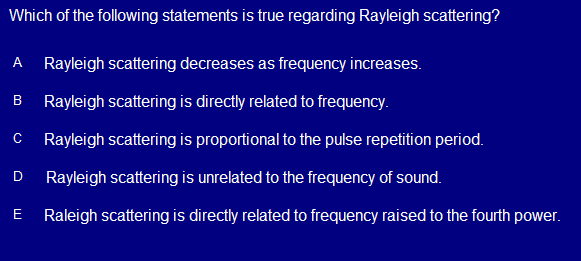 Which of the following statements is true regarding Rayleigh scattering?
A Rayleigh scattering decreases as frequency increases.
B Rayleigh scattering is directly related to frequency.
C Rayleigh scattering is proportional to the pulse repetition period.
D Rayleigh scattering is unrelated to the frequency of sound.
E Raleigh scattering is directly related to frequency raised to the fourth power.